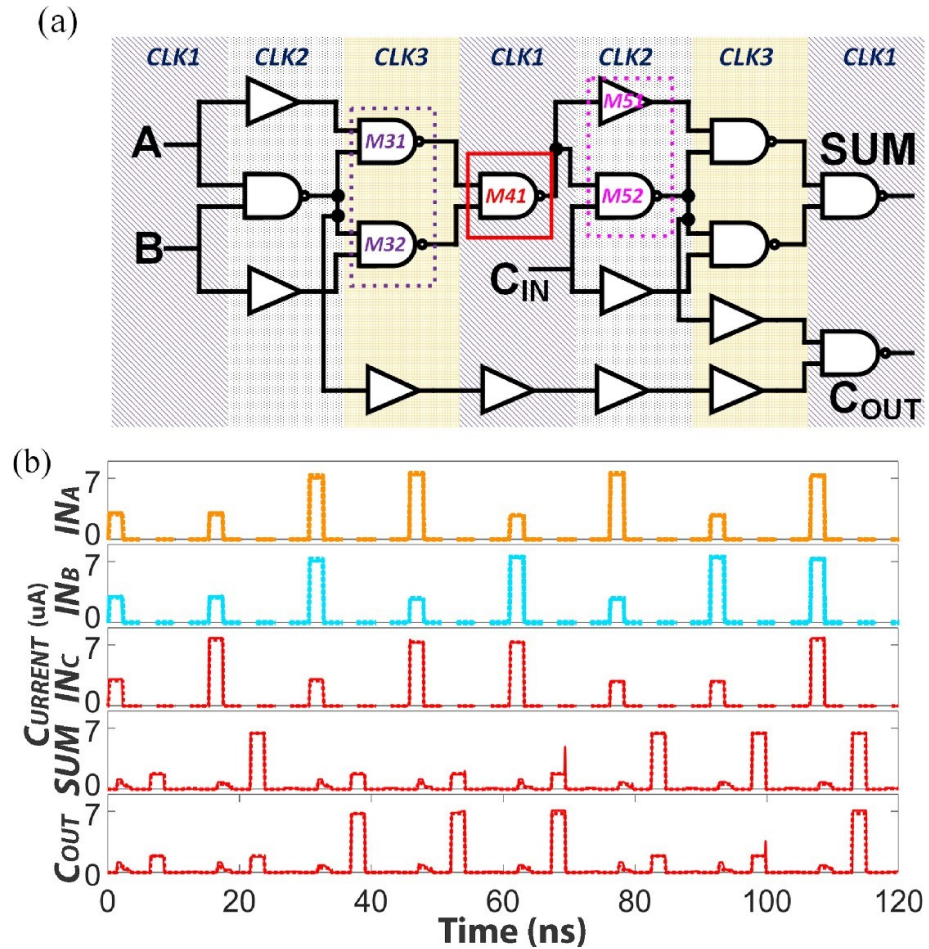 (a)
CLK1 CLK2 CLK3 CLK1 CLK2 CLK3 CLK1
M51
A M31 SUM
M41 M52
B M32
CIN
COUT
(b)
7
0
INA
7
0
INB
7
0
INC
7
0
SUM
7
0
COUT
CURRENT (uA)
0 20 40 60 80 100 120
Time (ns)